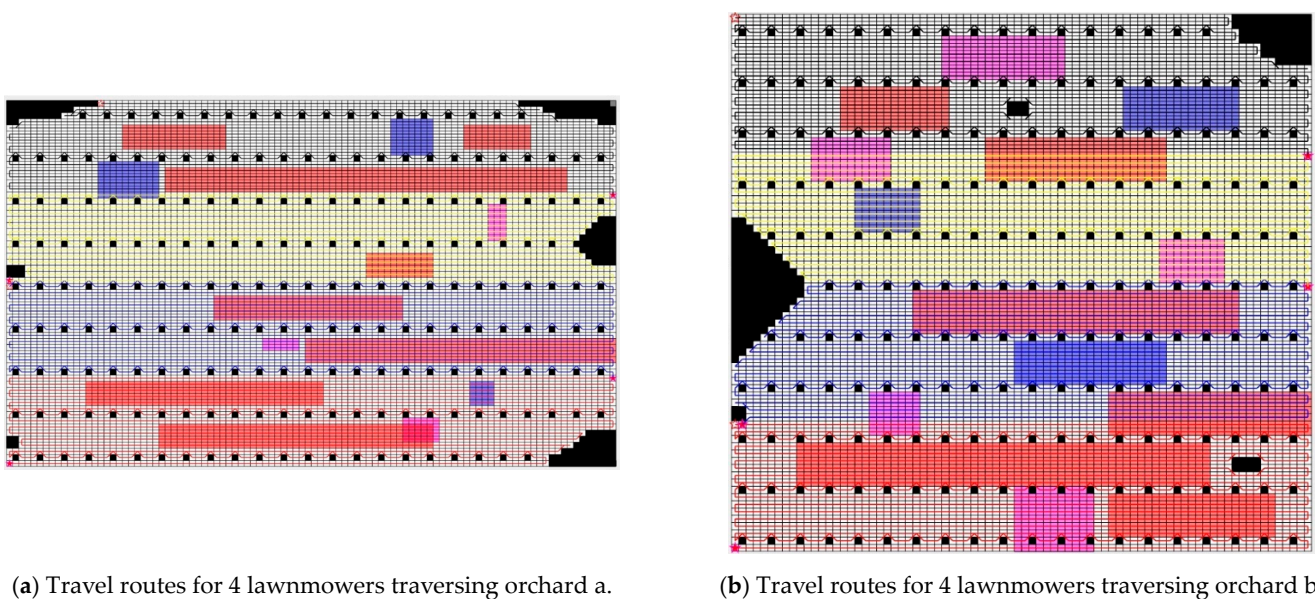 (a) Travel routes for 4 lawnmowers traversing orchard a.
(b) Travel routes for 4 lawnmowers traversing orchard b